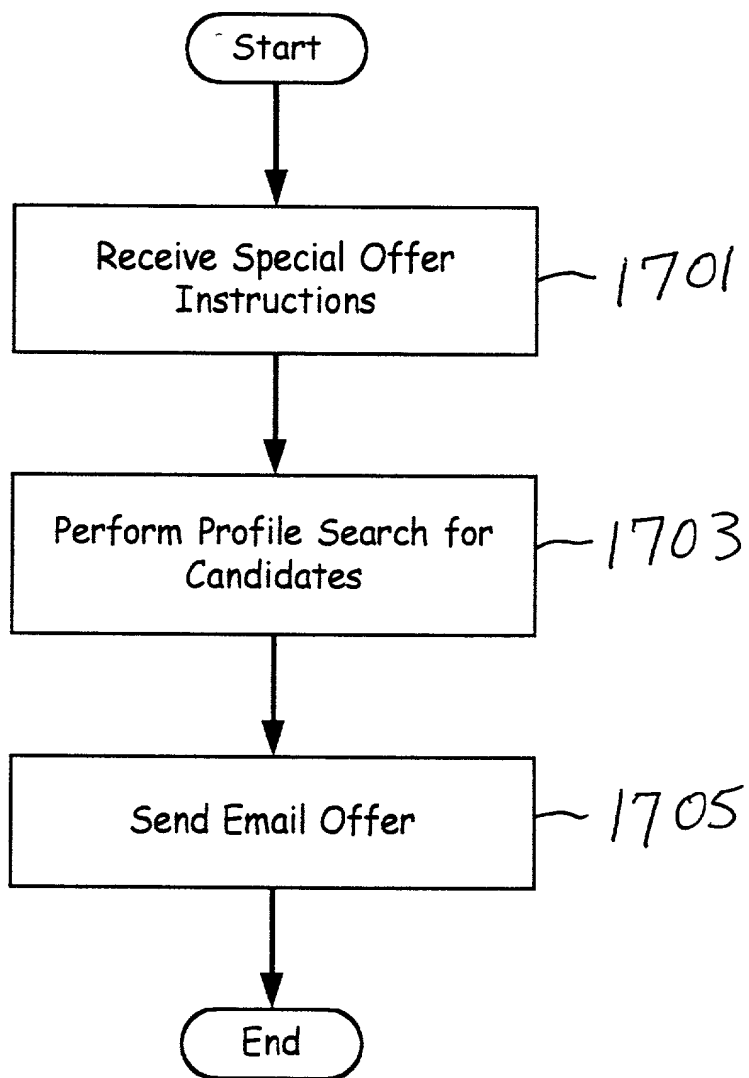 Start
Receive Special Offer
Instructions
1701
Perform Profile Search for
Candidates
1703
Send Email Offer
1705
End